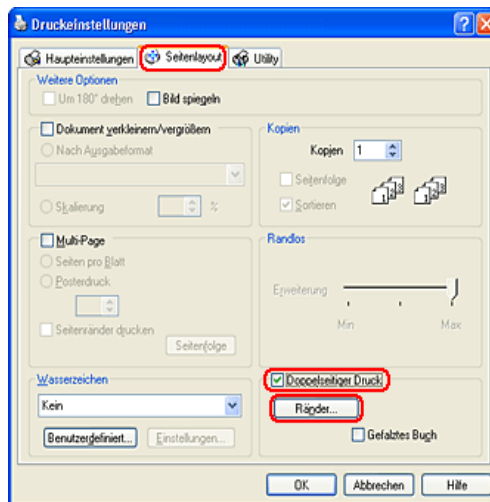 Druckeinstellungen
Haupteinstellungen Seitenlayout Utility
Weitere Optionen
Um 180° drehen Bild spiegeln
Dokument verkleinern/vergrößern
Nach Ausgabeformat
Skalierung %
Kopien
Kopien 1
Seitenfolge
Sortieren
Multi-Page
Seiten pro Blatt
Posterdruck
Seitenränder drucken
Seitenfolge
Randlos
Erweiterung
Min Max
Wasserzeichen
Kein
Benutzerdefiniert... Einstellungen...
Doppelseitiger Druck
Ränder...
Gefalztes Buch
OK Abbrechen Hilfe